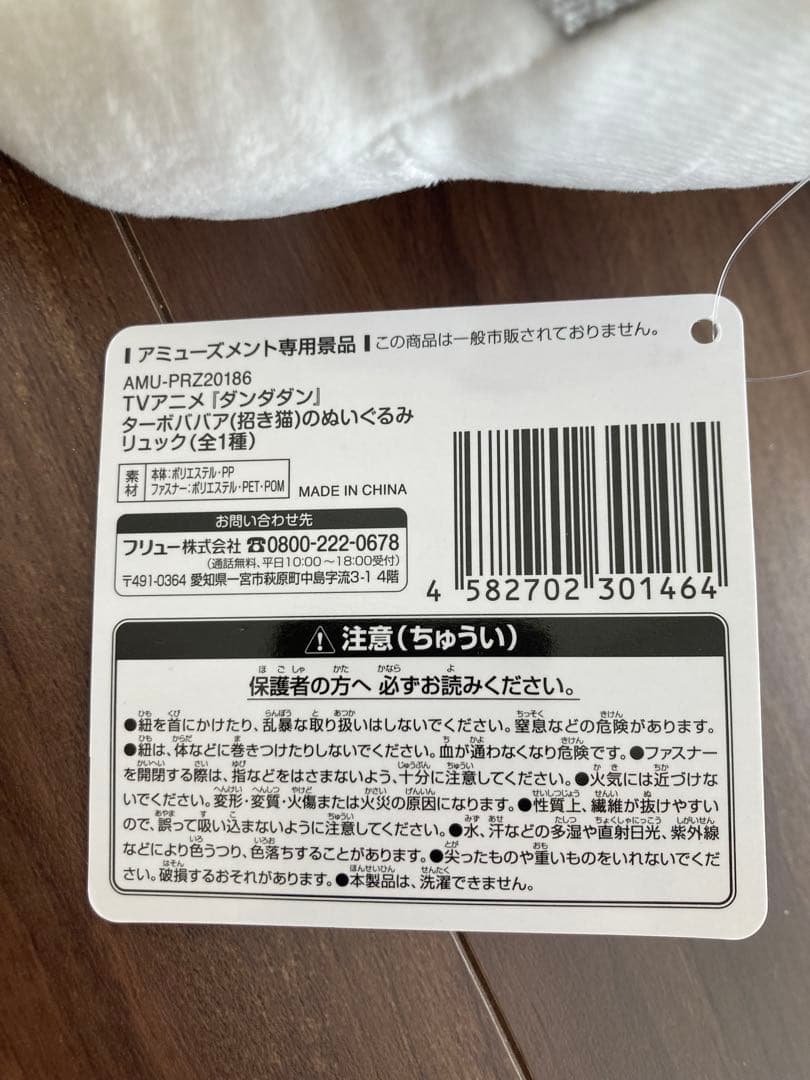 アミューズメント専用景品 この商品は一般市販されておりません。
AMU-PRZ20186
TVアニメ『ダンダダン』
ターボババア(招き猫)のぬいぐるみ
リュック(全1種)
素材 本体:ポリエステル・PP
ファスナー:ポリエステル・PET・POM
MADE IN CHINA
お問い合わせ先
フリュー株式会社 ☎0800-222-0678
(通話無料、平日10:00～18:00受付)
〒491-0364 愛知県一宮市萩原町中島字流3-1 4階
4 582702 301464
⚠ 注意(ちゅうい)
保護者の方へ 必ずお読みください。
●紐を首にかけたり、乱暴な取り扱いはしないでください。窒息などの危険があります。
●紐は、体などに巻きつけたりしないでください。血が通わなくなり危険です。●ファスナー
を開閉する際は、指などをはさまないよう、十分に注意してください。●火気には近づけな
いでください。変形・変質・火傷または火災の原因になります。●性質上、繊維が抜けやすい
ので、誤って吸い込まないように注意してください。●水、汗などの多湿や直射日光、紫外線
などにより色うつり、色落ちすることがあります。●尖ったものや重いものをいれないでくだ
さい。破損するおそれがあります。●本製品は、洗濯できません。